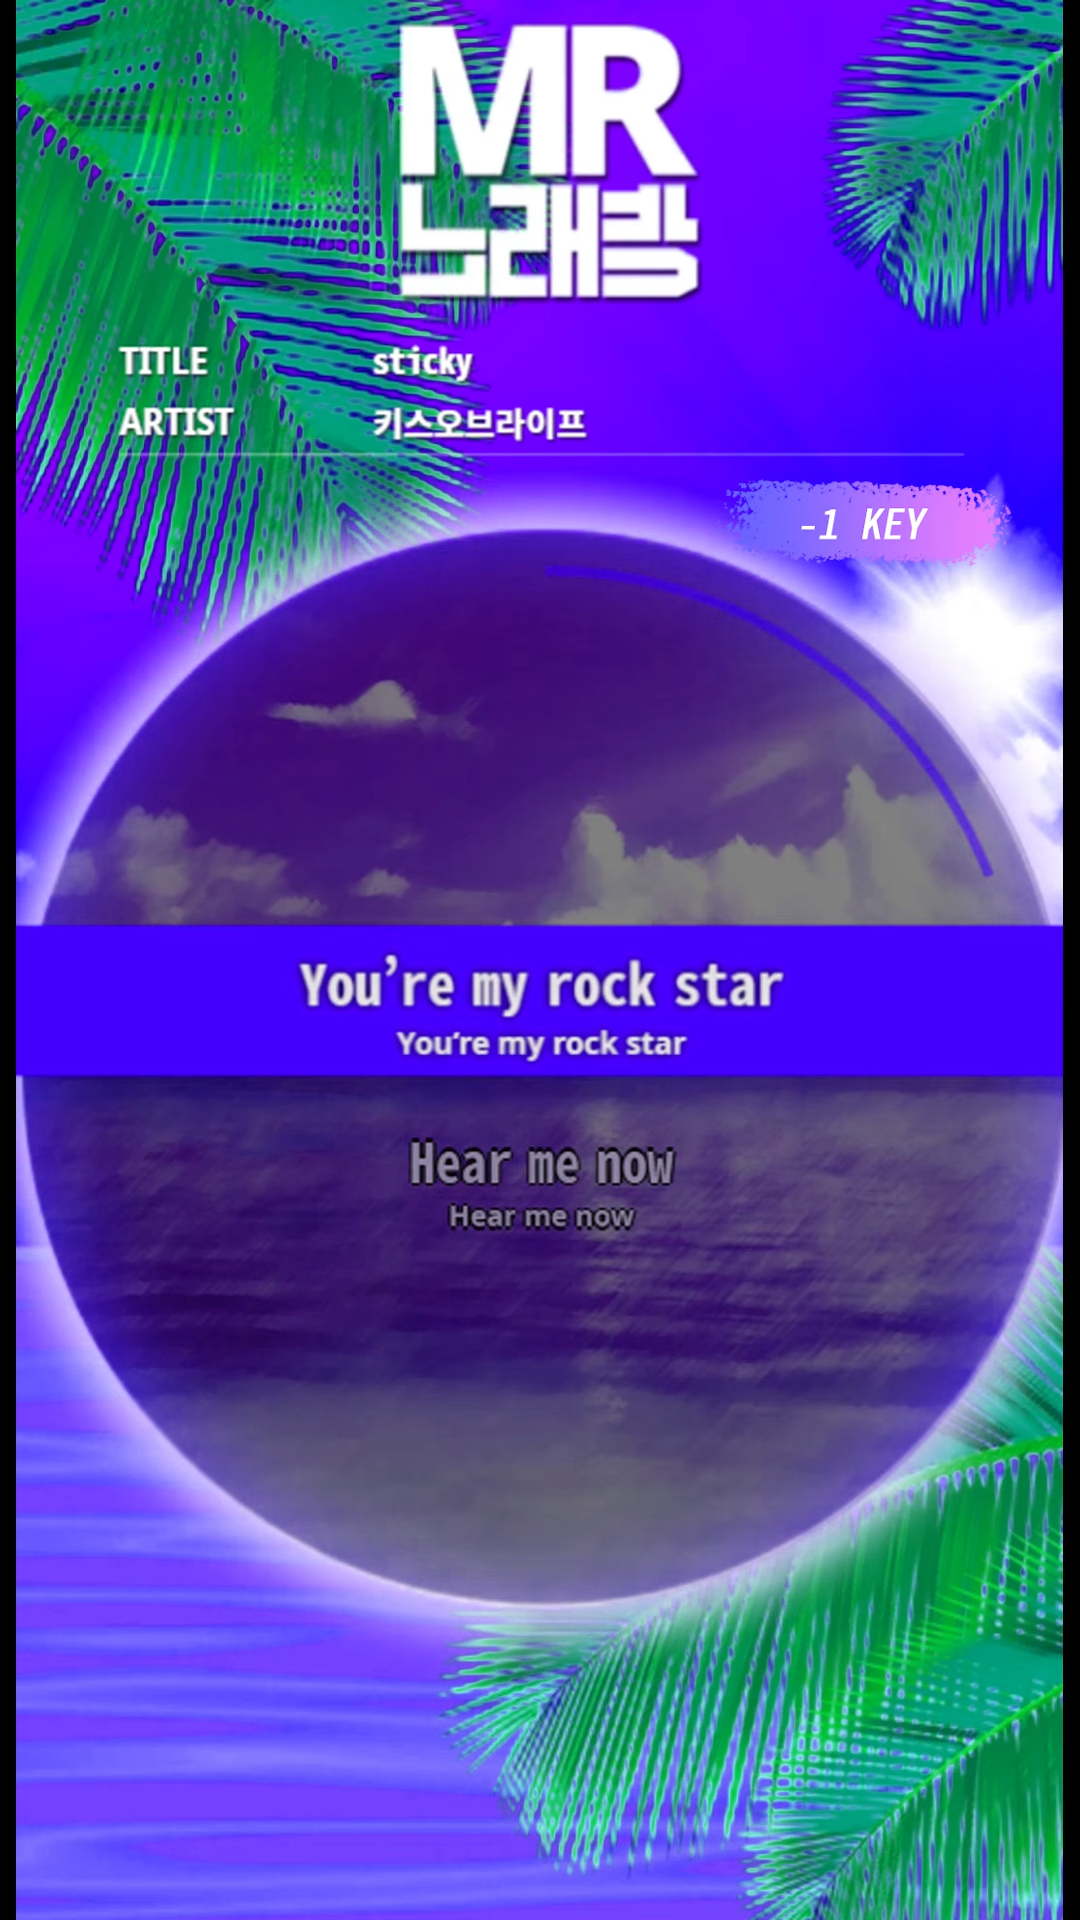 MR
노래방
TITLE sticky
ARTIST 키스오브라이프
-1 KEY
You’re my rock star
You’re my rock star
Hear me now
Hear me now